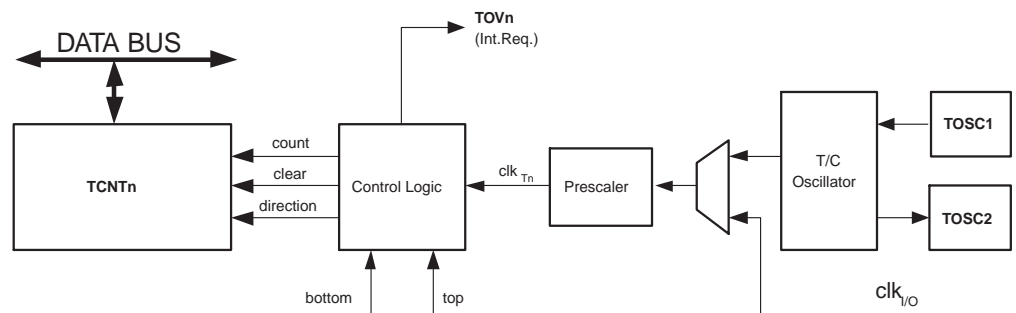 TOVn
(Int.Req.)
DATA BUS
TCNTn
count
clear
direction
Control Logic
clk Tn
Prescaler
T/C
Oscillator
TOSC1
TOSC2
bottom
top
clkI/O